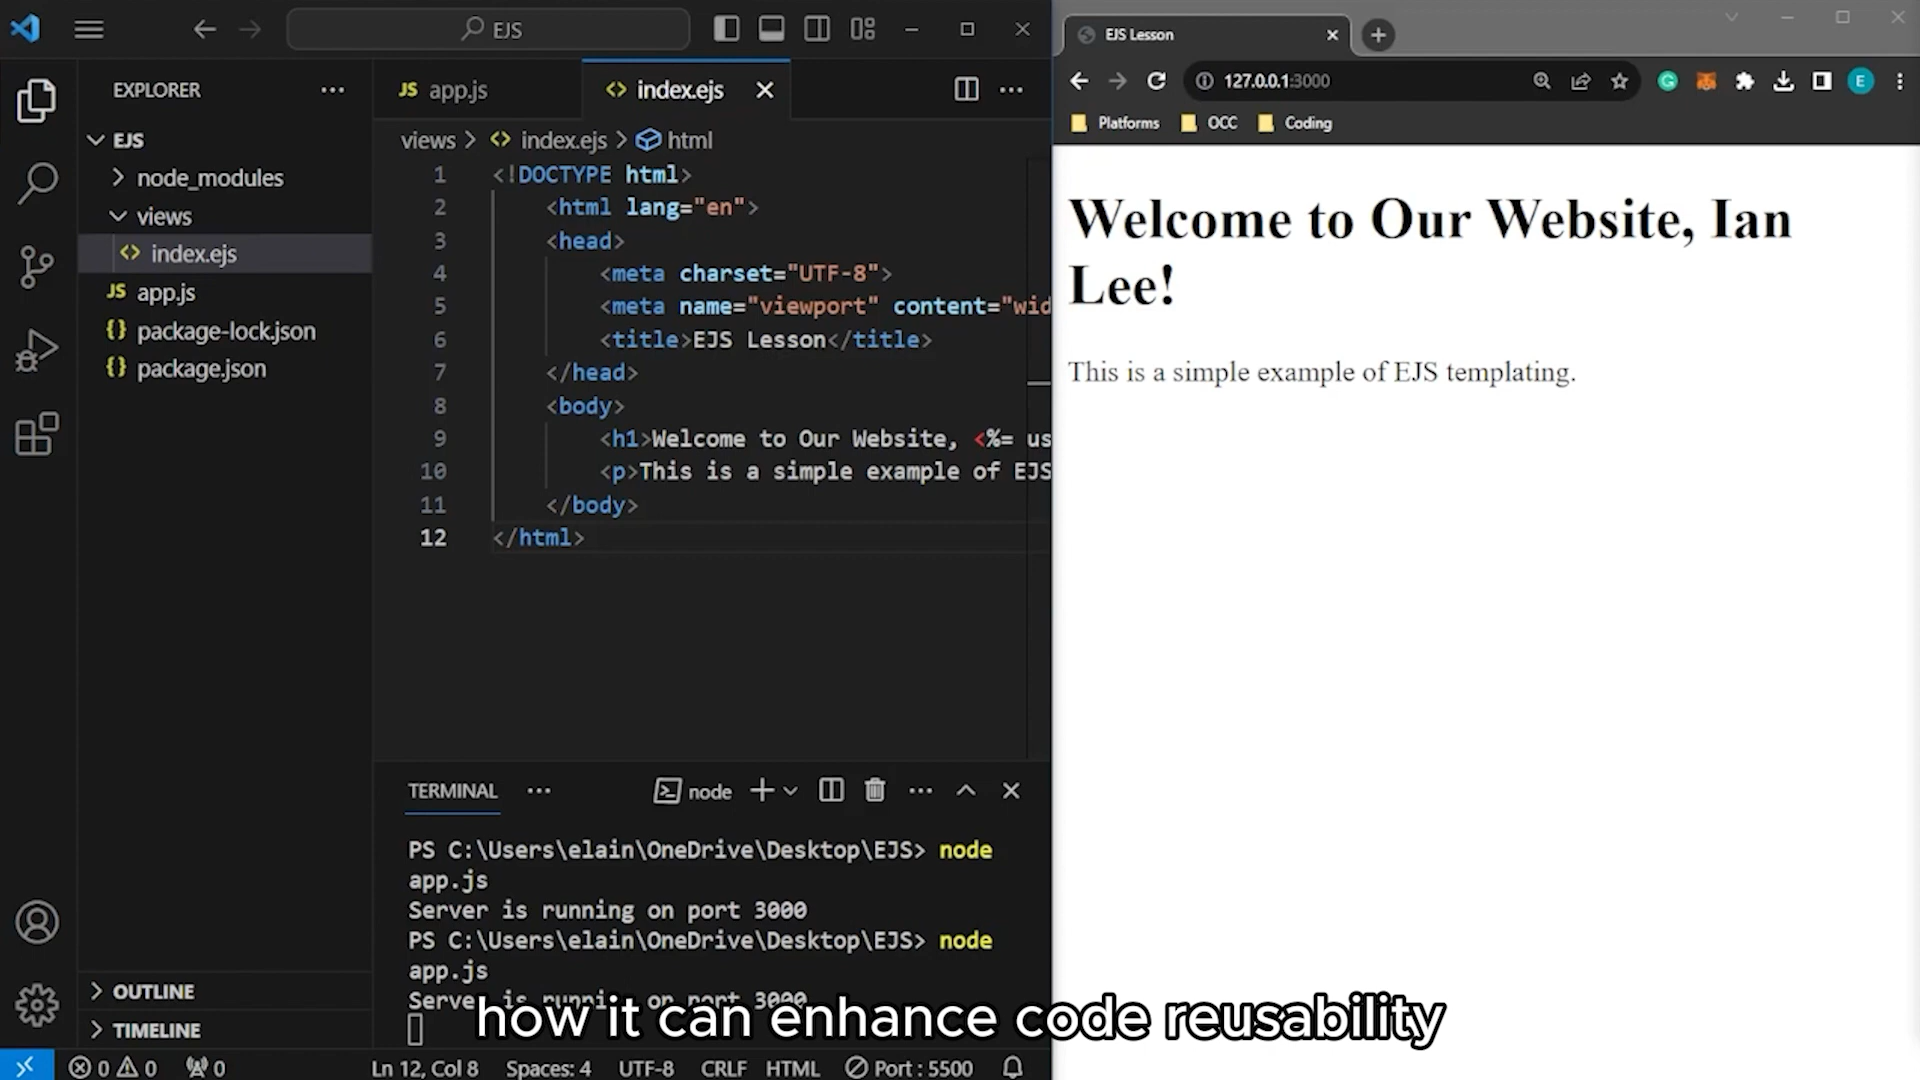 EJS
EXPLORER
EJS
node_modules
views
<> index.ejs
JS app.js
{} package-lock.json
{} package.json
OUTLINE
TIMELINE
JS app.js
<> index.ejs
views > <> index.ejs > html
1 <!DOCTYPE html>
2 <html lang="en">
3 <head>
4 <meta charset="UTF-8">
5 <meta name="viewport" content="wid
6 <title>EJS Lesson</title>
7 </head>
8 <body>
9 <h1>Welcome to Our Website, <%= us
10 <p>This is a simple example of EJS
11 </body>
12 </html>
TERMINAL
node
PS C:\Users\elain\OneDrive\Desktop\EJS> node
app.js
Server is running on port 3000
PS C:\Users\elain\OneDrive\Desktop\EJS> node
app.js
Server is running on port 3000
0 0 0 Ln 12, Col 8 Spaces: 4 UTF-8 CRLF HTML Port : 5500
EJS Lesson
127.0.0.1:3000
G
E
Platforms OCC Coding
Welcome to Our Website, Ian
Lee!
This is a simple example of EJS templating.
how it can enhance code reusability